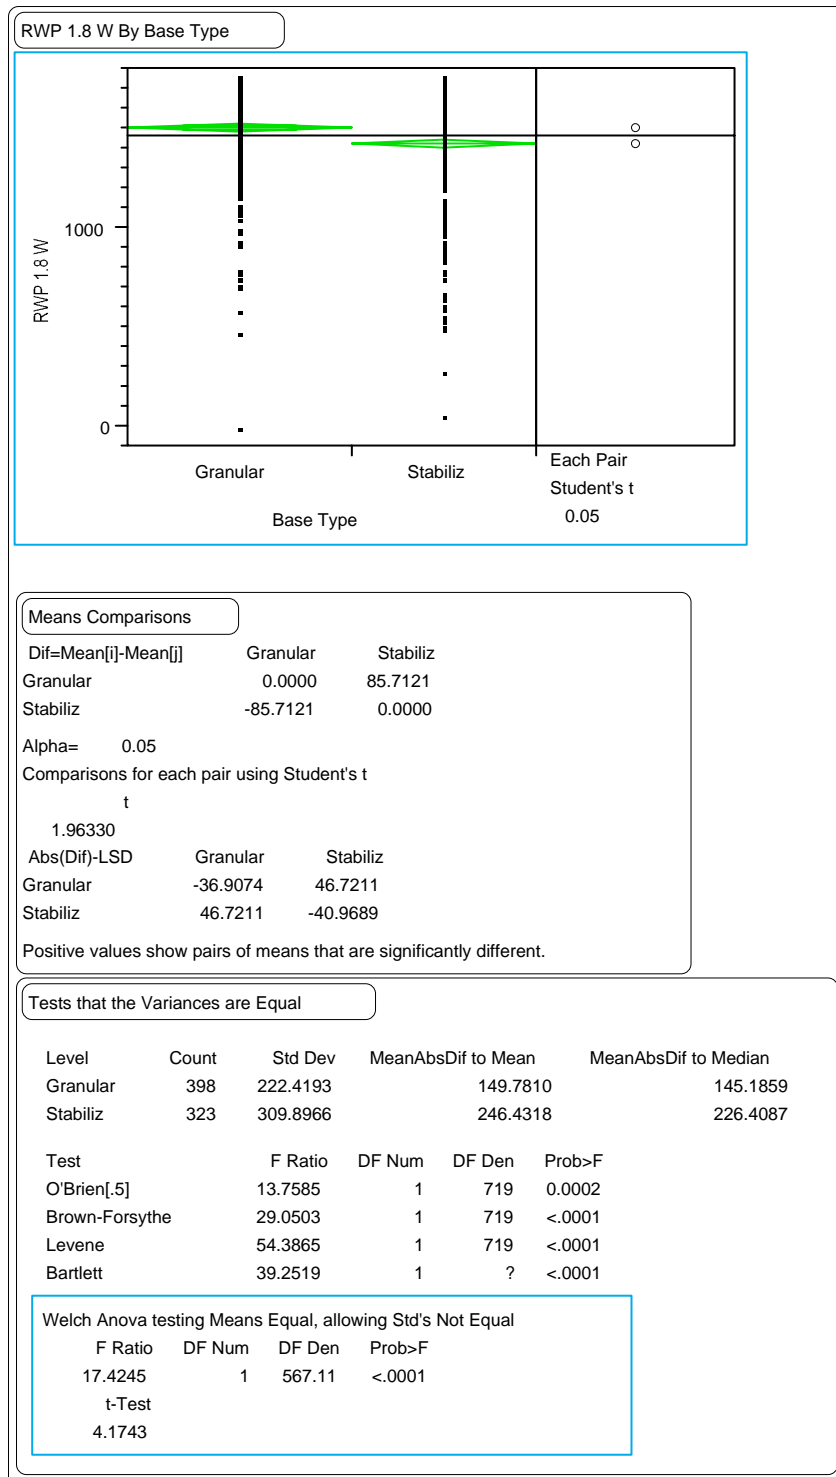 RWP 1.8 W By Base Type
1000
0
RWP 1.8 W
Granular Stabiliz
Base Type
Each Pair
Student's t
0.05
Means Comparisons
Dif=Mean[i]-Mean[j] Granular Stabiliz
Granular 0.0000 85.7121
Stabiliz -85.7121 0.0000
Alpha= 0.05
Comparisons for each pair using Student's t
t
1.96330
Abs(Dif)-LSD Granular Stabiliz
Granular -36.9074 46.7211
Stabiliz 46.7211 -40.9689
Positive values show pairs of means that are significantly different.
Tests that the Variances are Equal
Level Count Std Dev MeanAbsDif to Mean MeanAbsDif to Median
Granular 398 222.4193 149.7810 145.1859
Stabiliz 323 309.8966 246.4318 226.4087
Test F Ratio DF Num DF Den Prob>F
O'Brien[.5] 13.7585 1 719 0.0002
Brown-Forsythe 29.0503 1 719 <.0001
Levene 54.3865 1 719 <.0001
Bartlett 39.2519 1 ? <.0001
Welch Anova testing Means Equal, allowing Std's Not Equal
F Ratio DF Num DF Den Prob>F
17.4245 1 567.11 <.0001
t-Test
4.1743